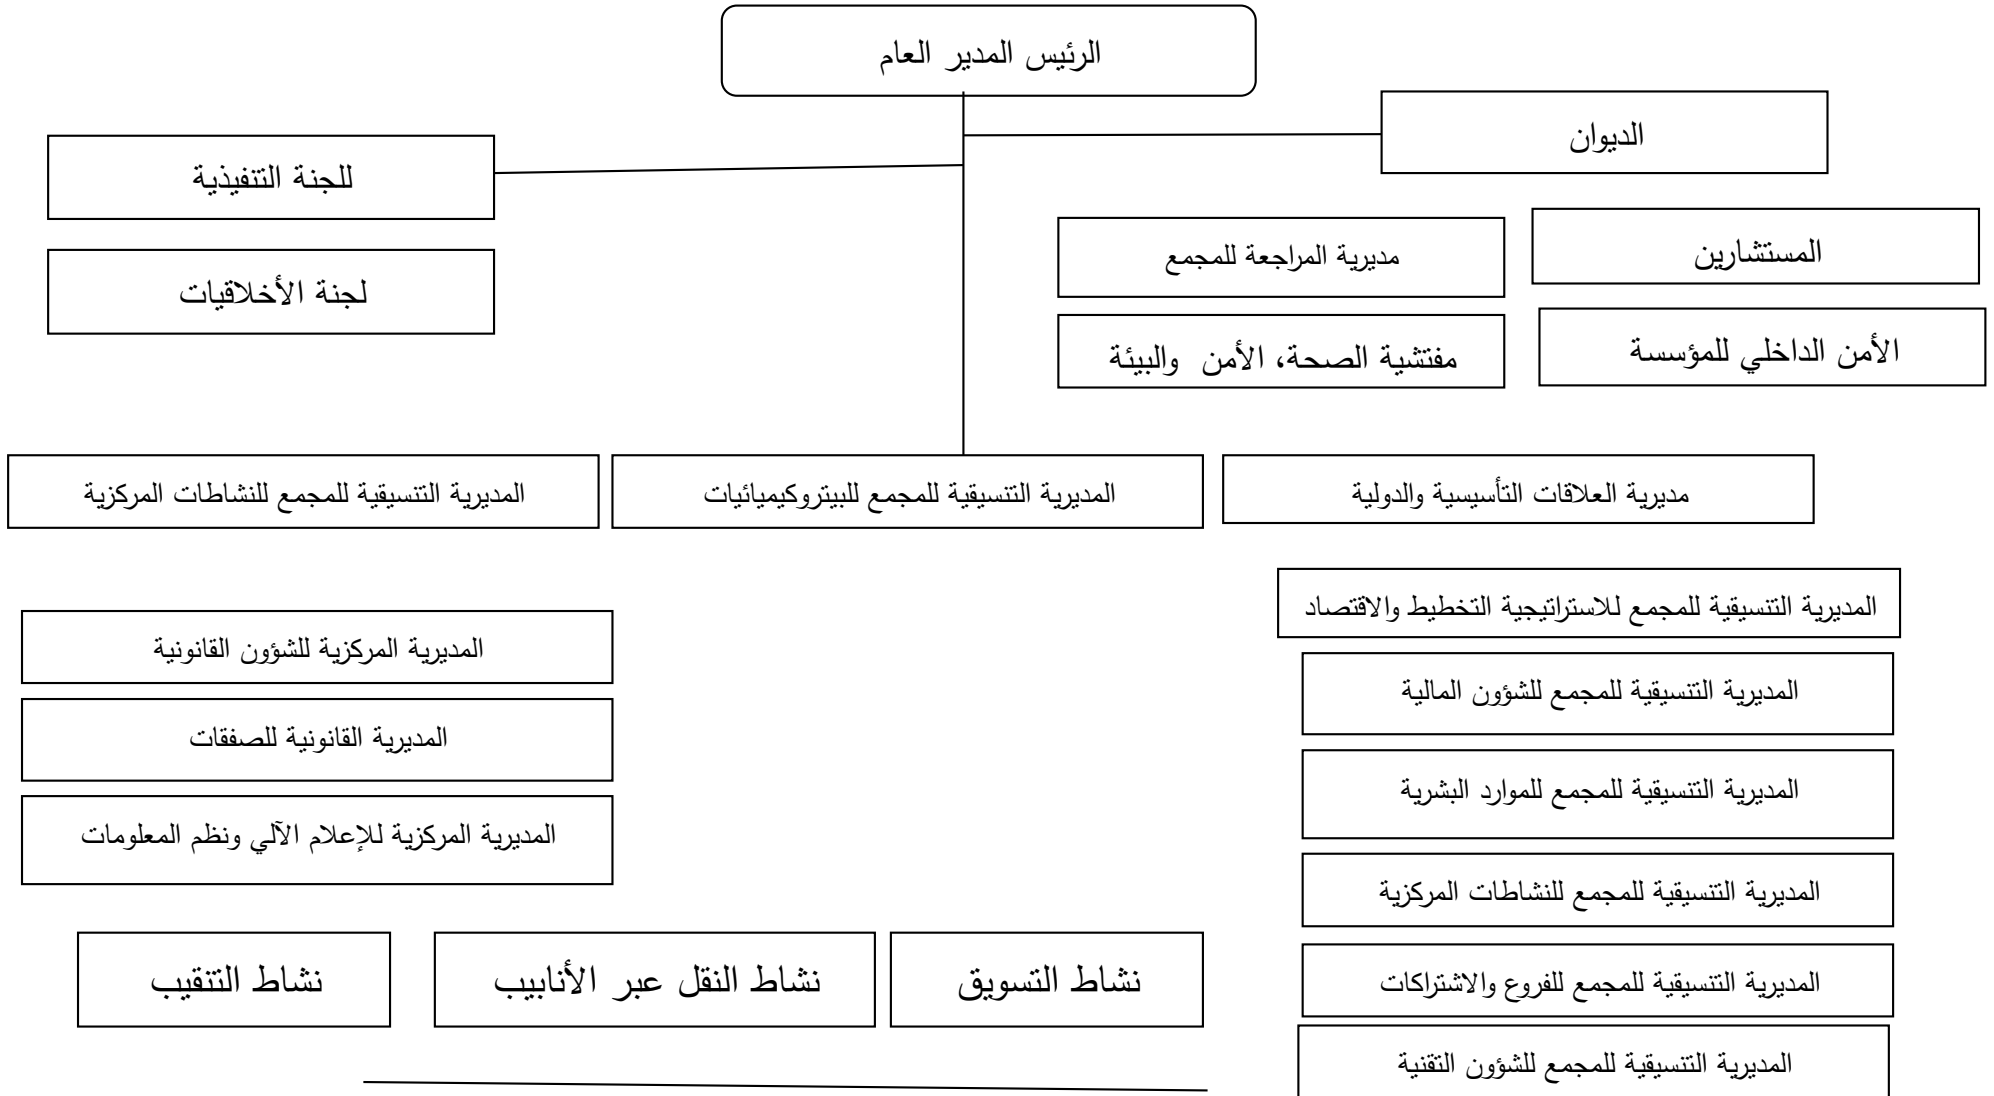 الرئيس المدير العام
الديوان
للجنة التنفيذية
المستشارين
مديرية المراجعة للمجمع
لجنة الأخلاقيات
الأمن الداخلي للمؤسسة
مفتشية الصحة، الأمن والبيئة
مديرية العلاقات التأسيسية والدولية
المديرية التنسيقية للمجمع للبيتروكيميائيات
المديرية التنسيقية للمجمع للنشاطات المركزية
المديرية التنسيقية للمجمع للاستراتيجية التخطيط والاقتصاد
المديرية التنسيقية للمجمع للشؤون المالية
المديرية التنسيقية للمجمع للموارد البشرية
المديرية التنسيقية للمجمع للنشاطات المركزية
المديرية التنسيقية للمجمع للفروع والاشتراكات
المديرية التنسيقية للمجمع للشؤون التقنية
المديرية المركزية للشؤون القانونية
المديرية القانونية للصفقات
المديرية المركزية للإعلام الآلي ونظم المعلومات
نشاط التسويق
نشاط النقل عبر الأنابيب
نشاط التنقيب